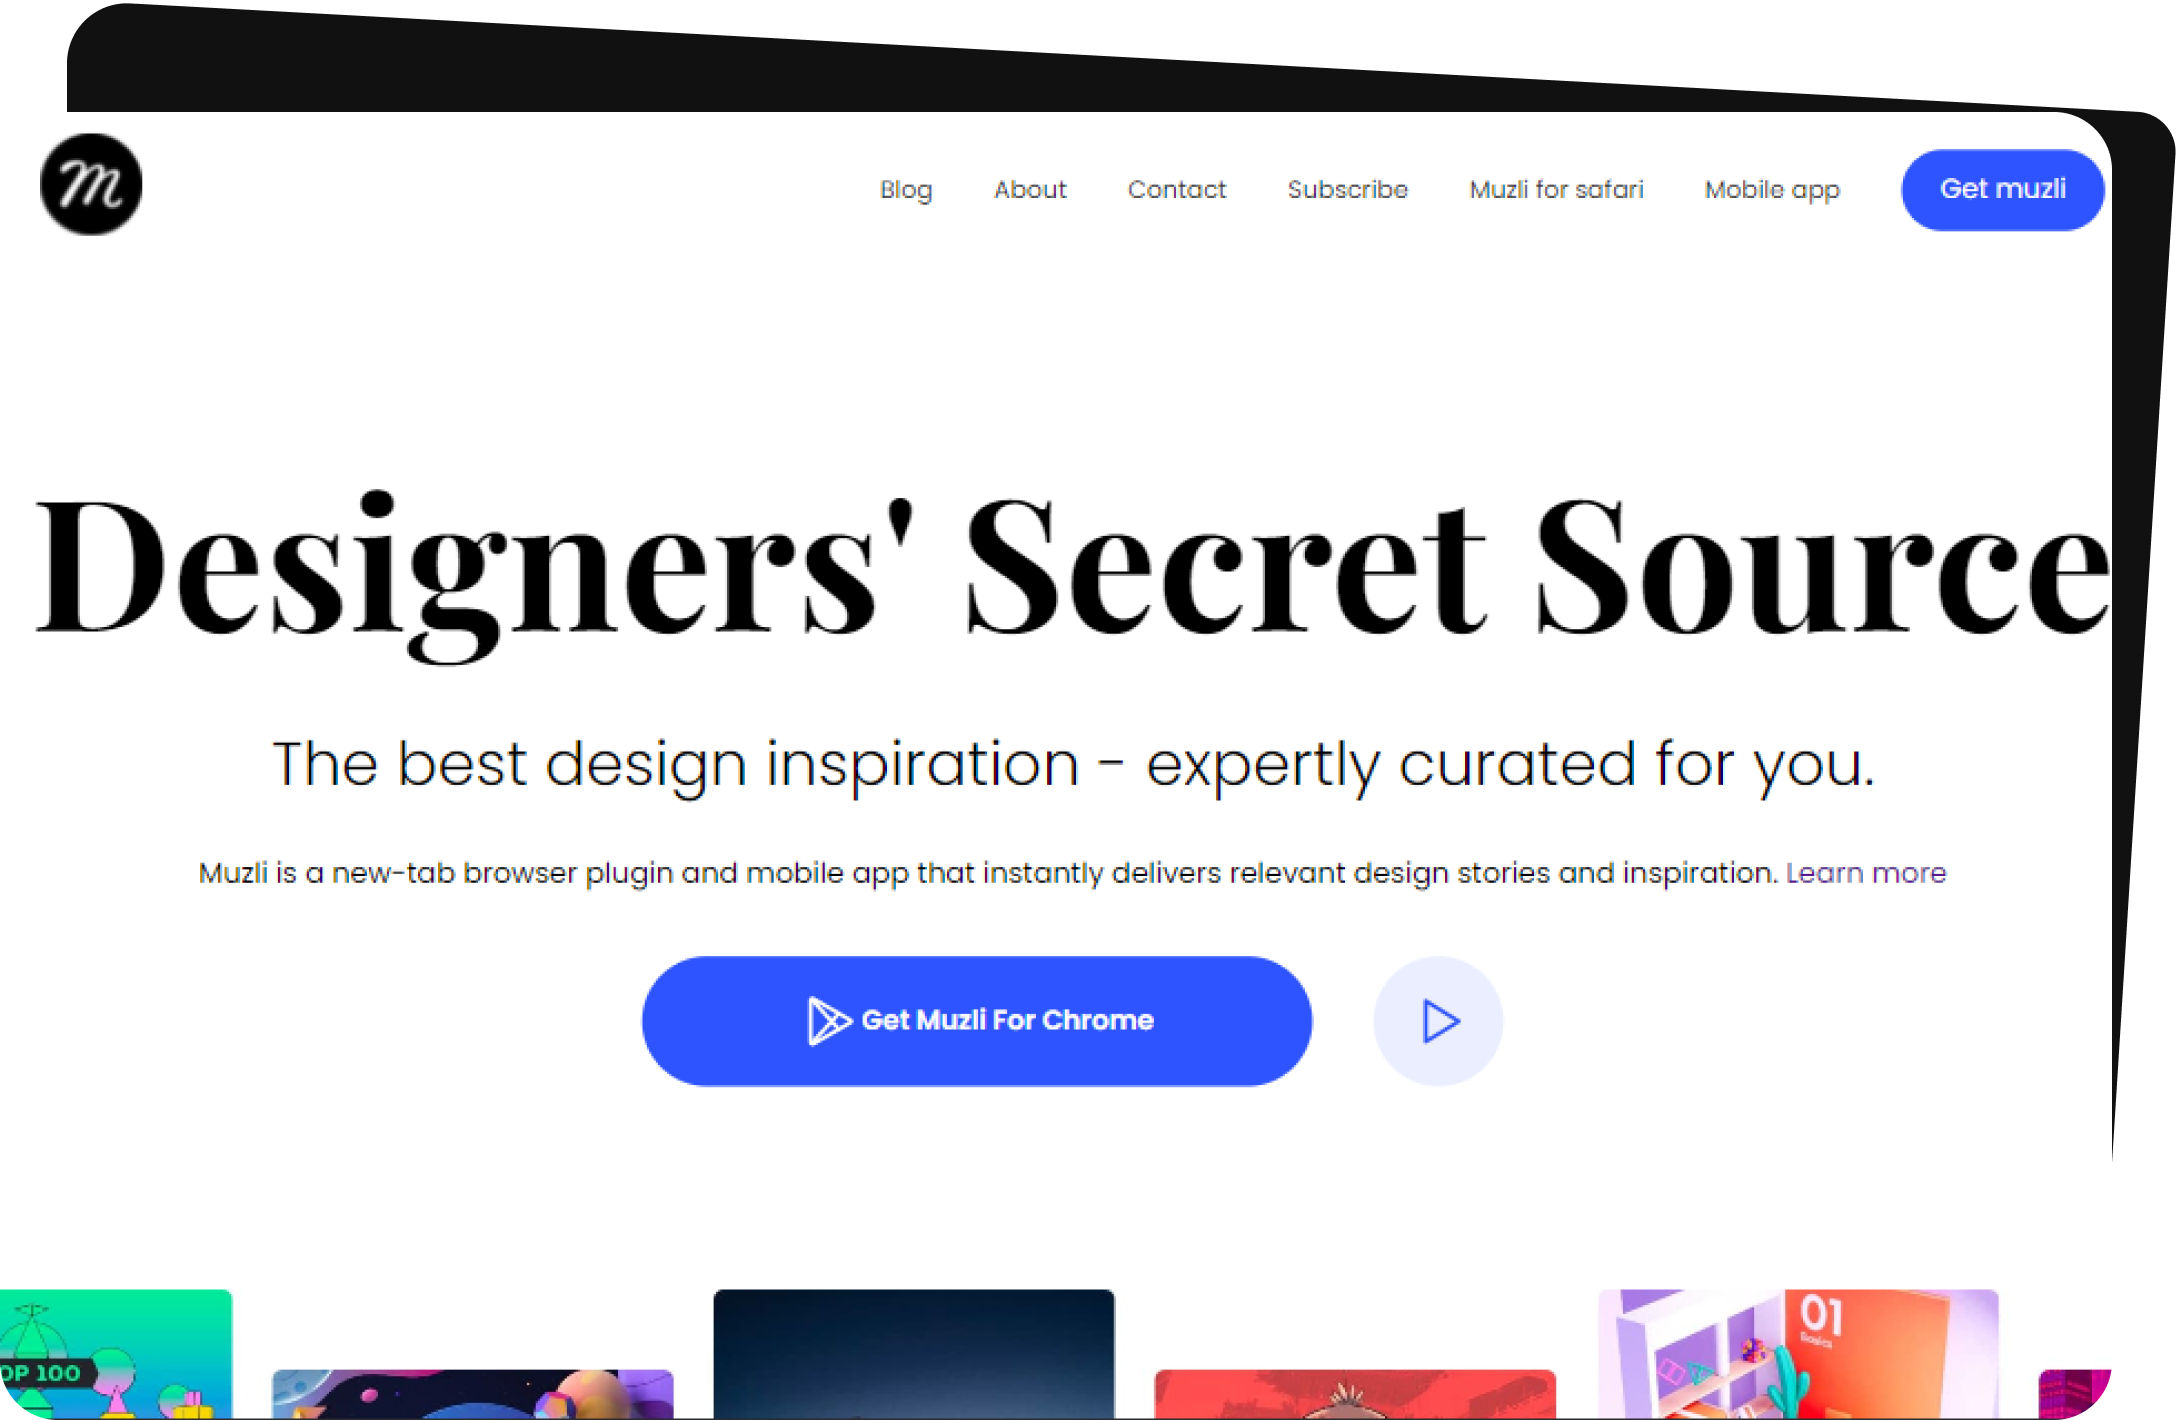 M
Blog About Contact Subscribe Muzli for safari Mobile app Get muzli
Designers' Secret Source
The best design inspiration - expertly curated for you.
Muzli is a new-tab browser plugin and mobile app that instantly delivers relevant design stories and inspiration. Learn more
Get Muzli For Chrome
01
Basics
OP 100